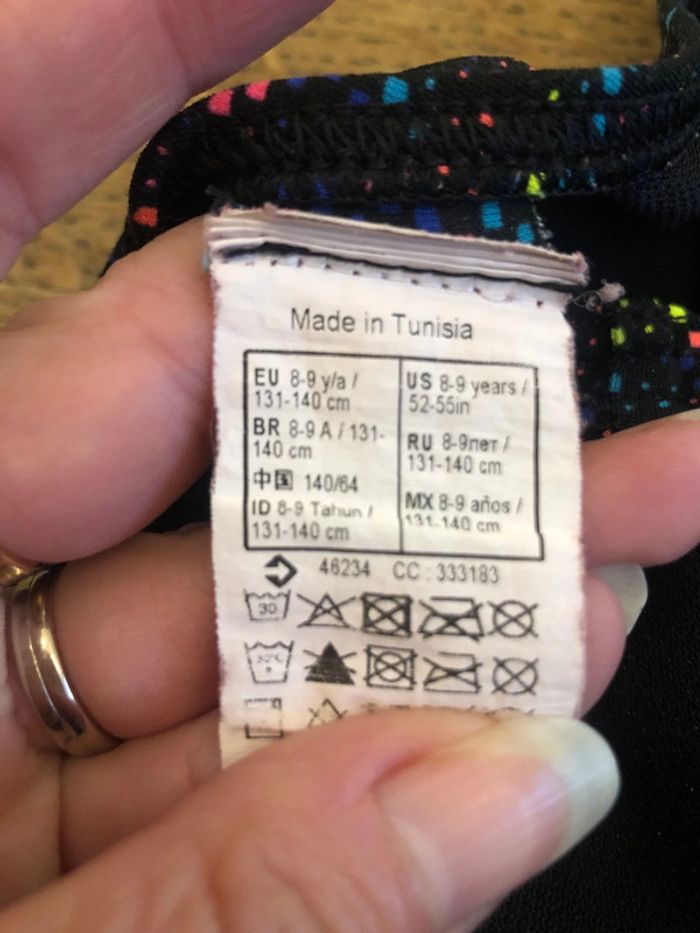 Made in Tunisia
EU 8-9 y/a /
131-140 cm
BR 8-9 A / 131-
140 cm
中国 140/64
ID 8-9 Tahun /
131-140 cm
US 8-9 years /
52-55in
RU 8-9лет /
131-140 cm
MX 8-9 años /
131-140 cm
46234 CC : 333183
30
30°C